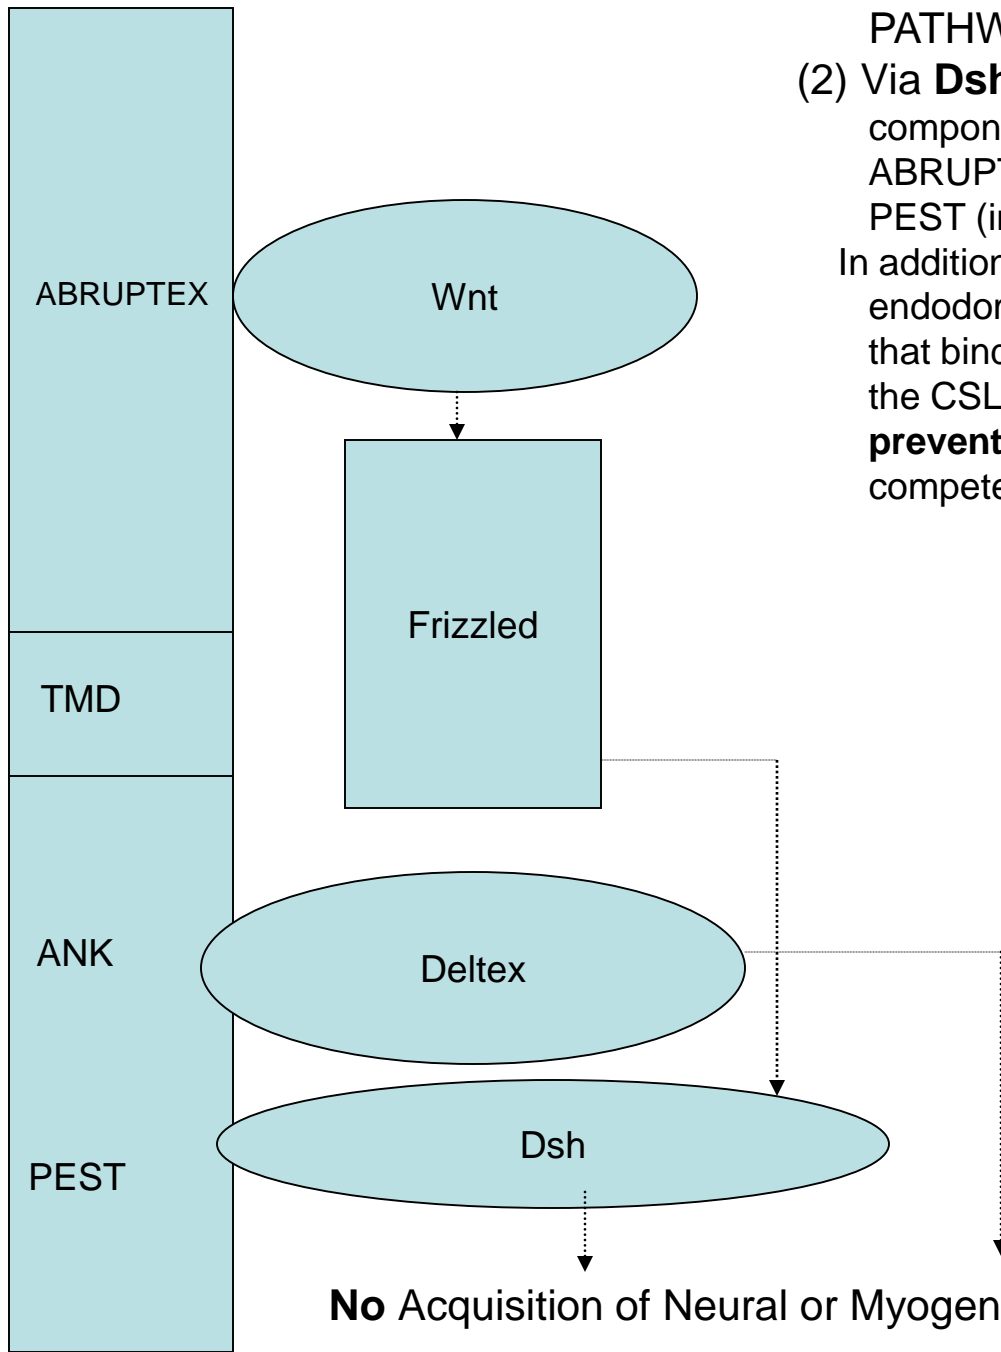 PATHW
(2) Via Dsh
compon
ABRUPT
PEST (in
In addition
endodor
that bind
the CSL
prevent
compete
ABRUPTEX
Wnt
Frizzled
TMD
ANK
Deltex
Dsh
PEST
No Acquisition of Neural or Myogen